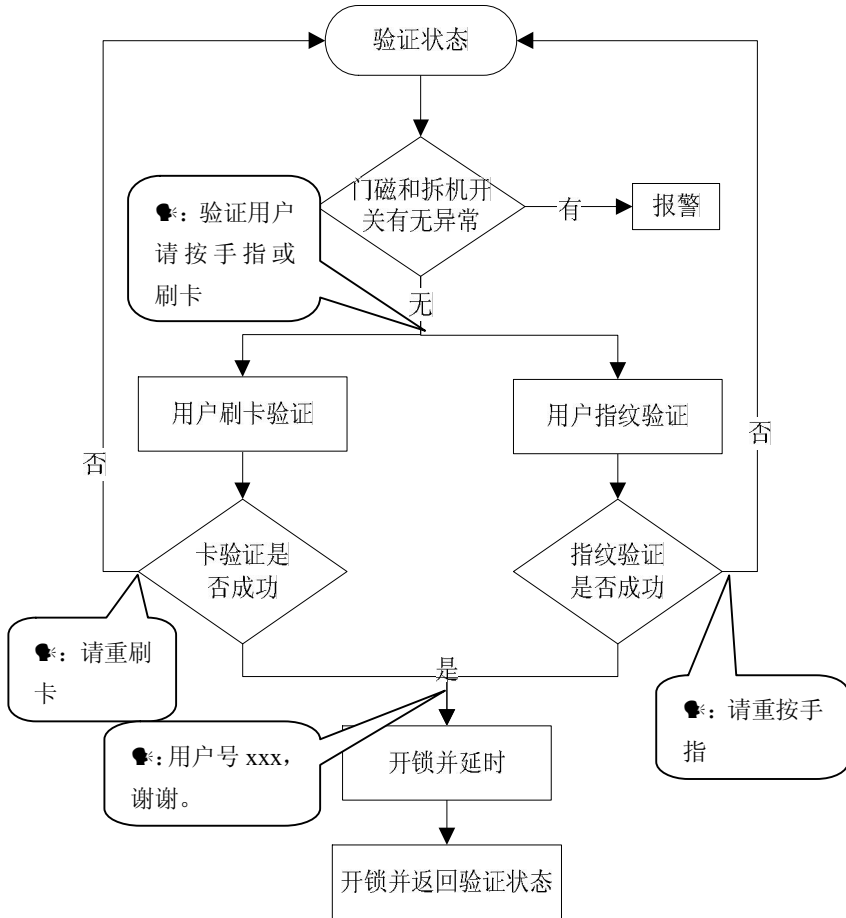 验证状态
门磁和拆机开
关有无异常
有
报警
: 验证用户
请按手指或
刷卡
无
用户刷卡验证
用户指纹验证
否
否
卡验证是
否成功
指纹验证
是否成功
: 请重刷
卡
是
: 请重按手
指
: 用户号 xxx,
谢谢。
开锁并延时
开锁并返回验证状态